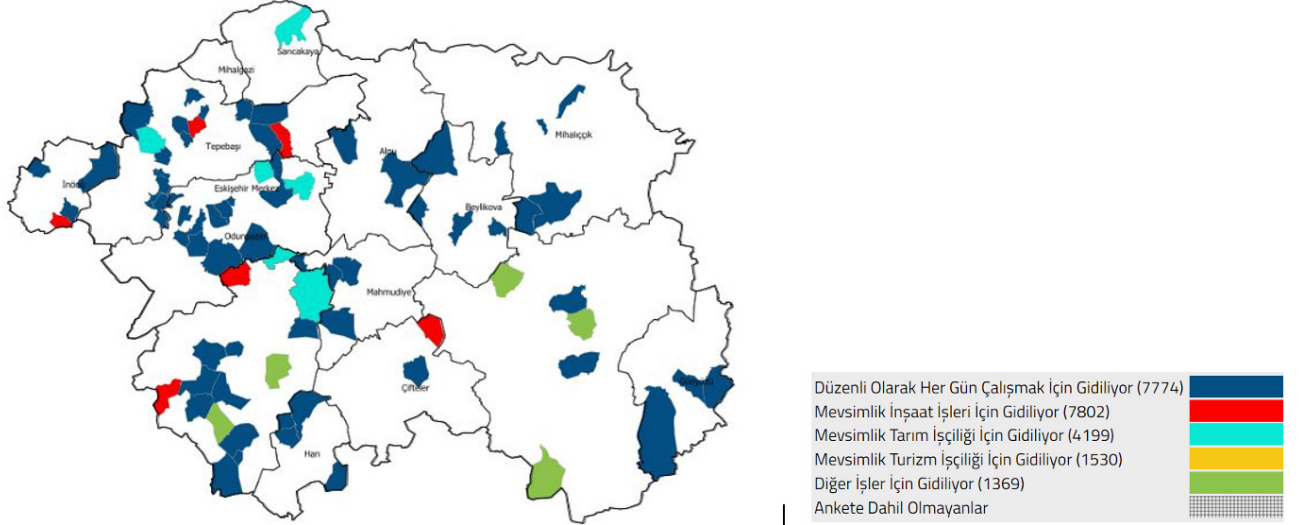 Sarıcakaya
Mihalgazi
Mihalıççık
Tepebaşı
Alpu
İnönü
Eskişehir Merkez
Beylikova
Odunpazarı
Mahmudiye
Çifteler
Günyüzü
Han
Düzenli Olarak Her Gün Çalışmak İçin Gidiliyor (7774)
Mevsimlik İnşaat İşleri İçin Gidiliyor (7802)
Mevsimlik Tarım İşçiliği İçin Gidiliyor (4199)
Mevsimlik Turizm İşçiliği İçin Gidiliyor (1530)
Diğer İşler İçin Gidiliyor (1369)
Ankete Dahil Olmayanlar